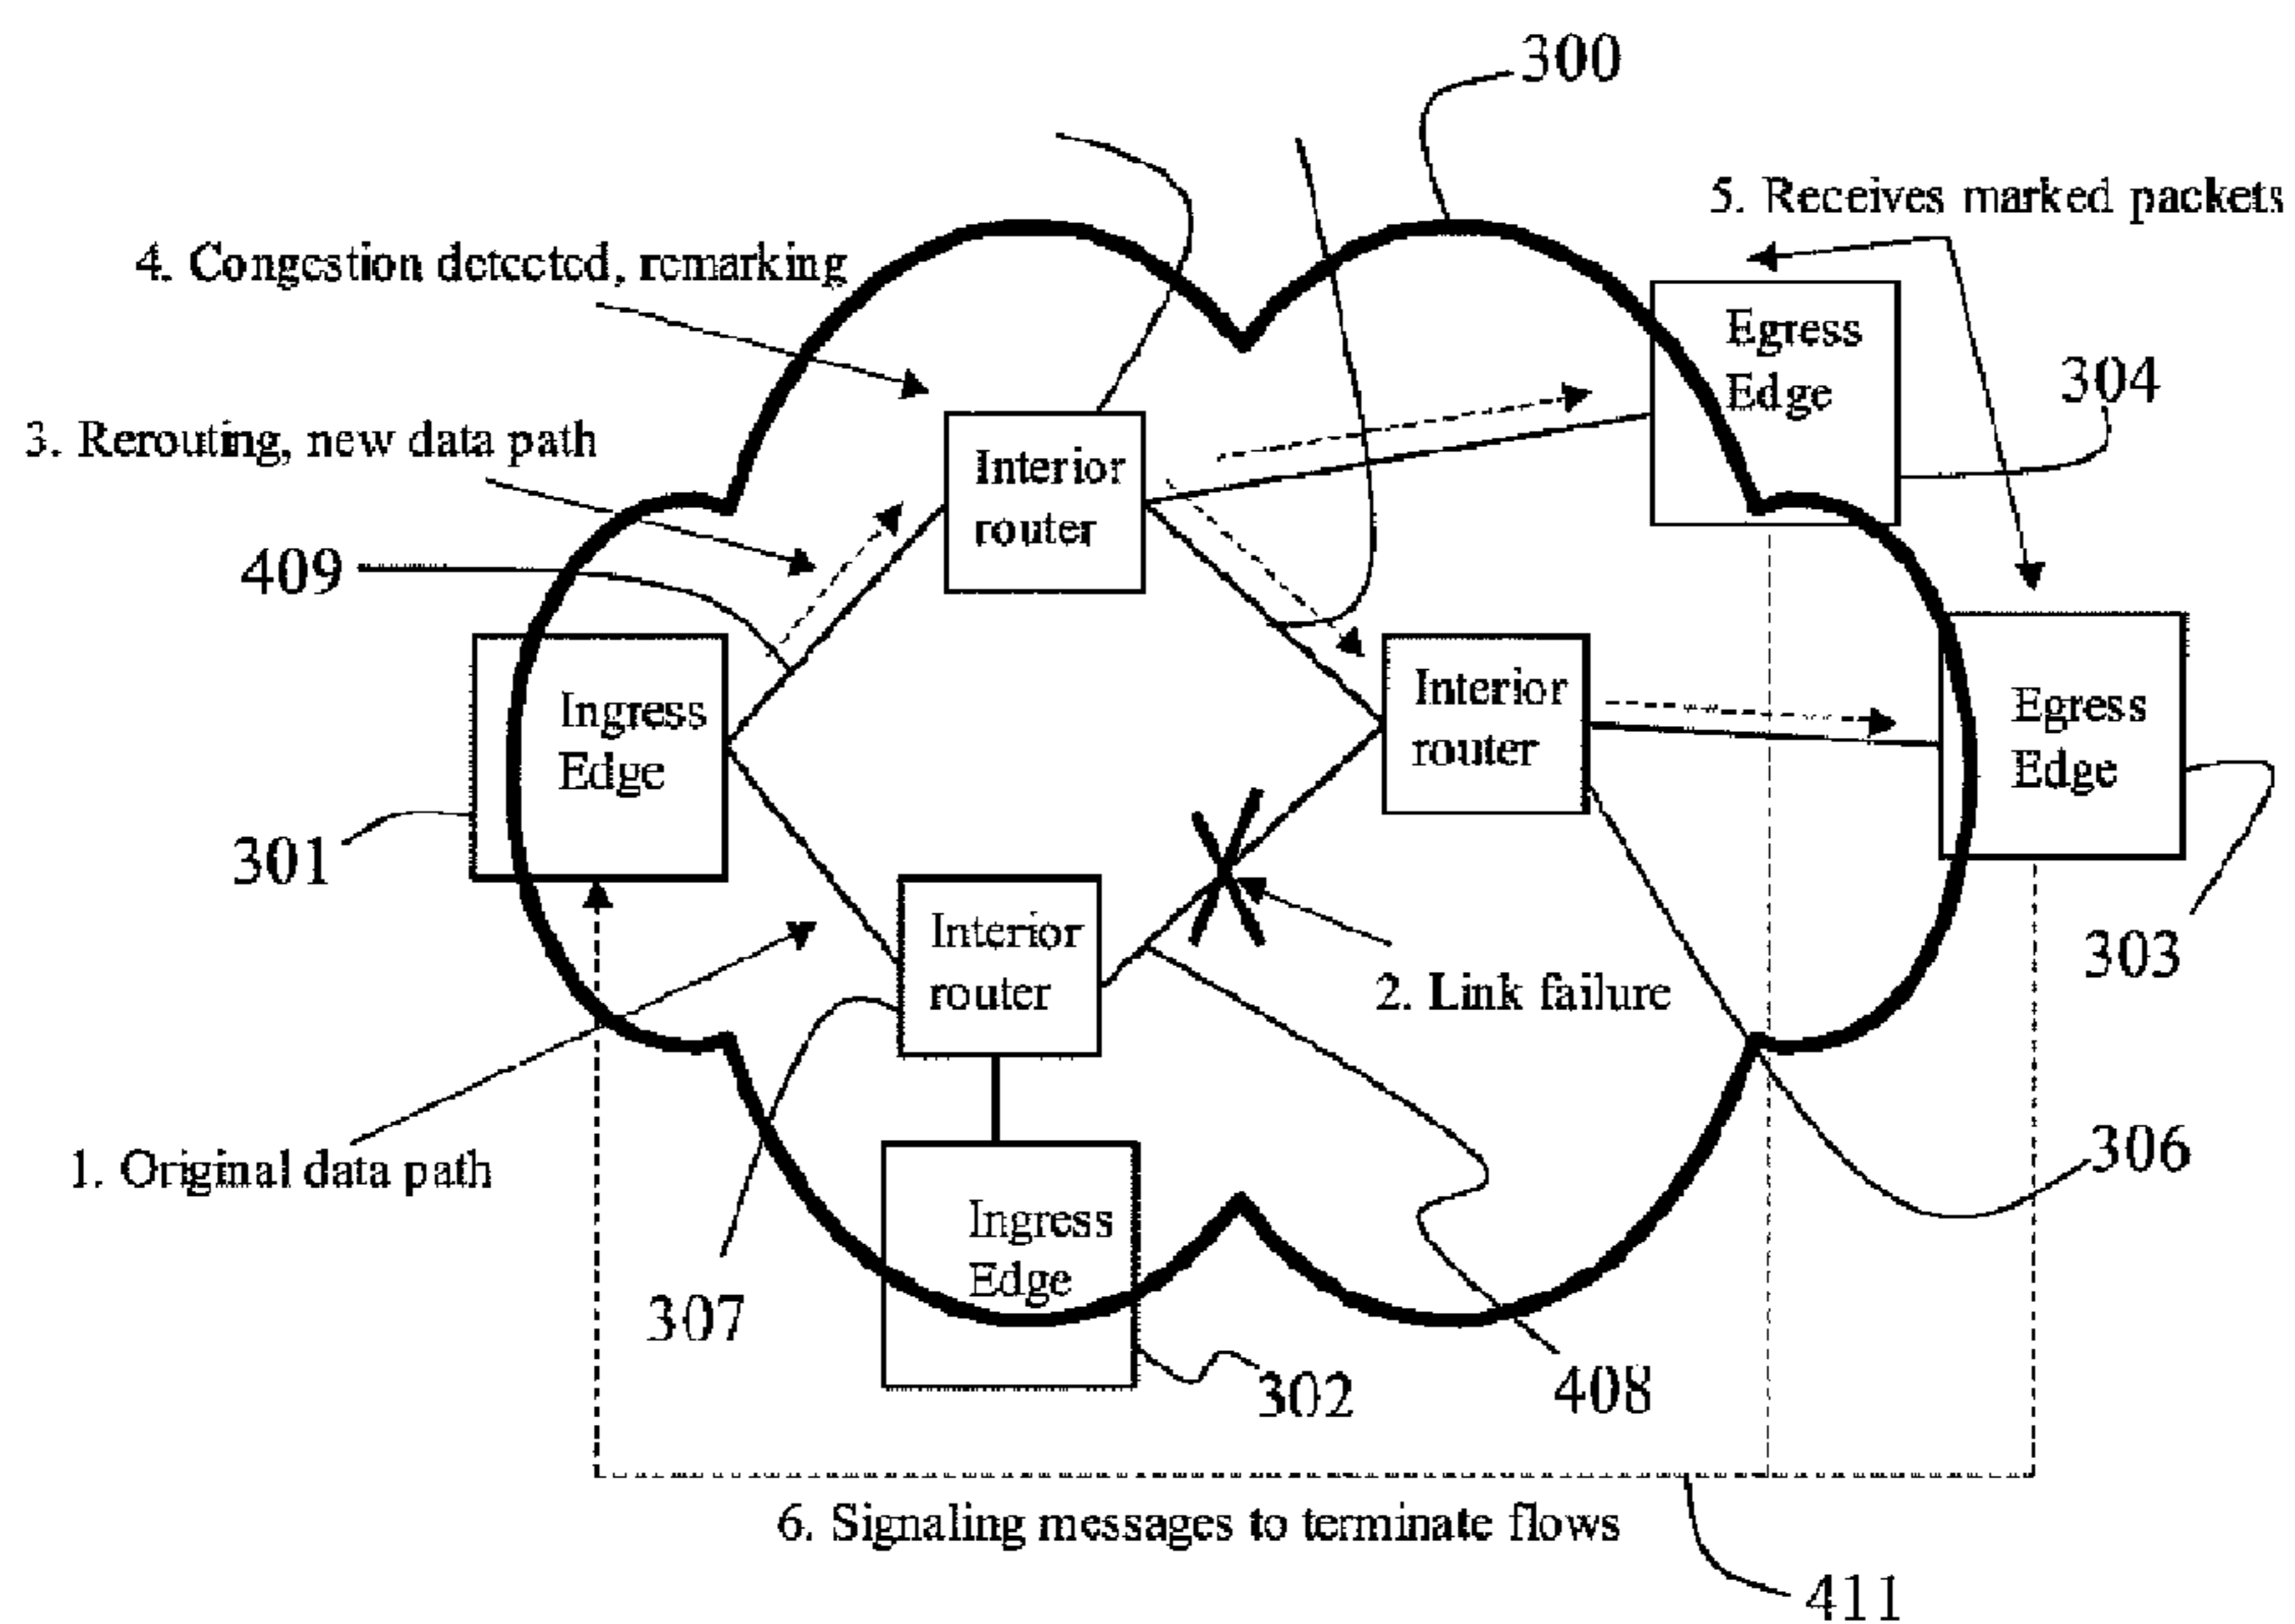 300
5. Receives marked packets
4. Congestion detected, remarking
Egress
Edge
304
3. Rerouting, new data path
Interior
router
409
Ingress
Edge
Interior
router
Egress
Edge
301
Interior
router
303
2. Link failure
1. Original data path
306
Ingress
Edge
307
302
408
6. Signaling messages to terminate flows
411